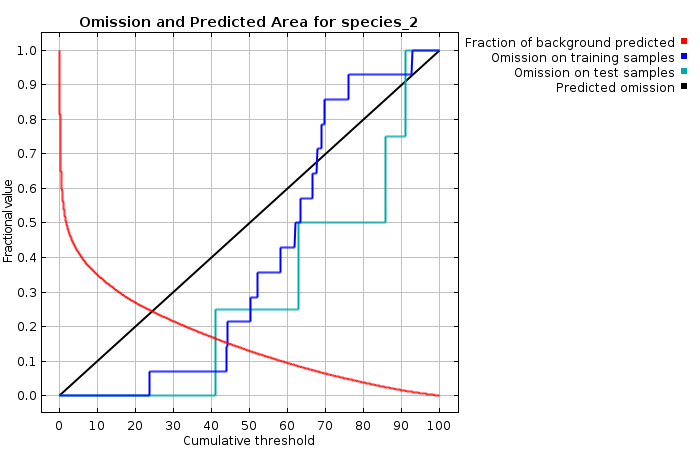 Omission and Predicted Area for species_2
Fraction of background predicted
Omission on training samples
Omission on test samples
Predicted omission
Fractional value
1.0
0.9
0.8
0.7
0.6
0.5
0.4
0.3
0.2
0.1
0.0
0 10 20 30 40 50 60 70 80 90 100
Cumulative threshold